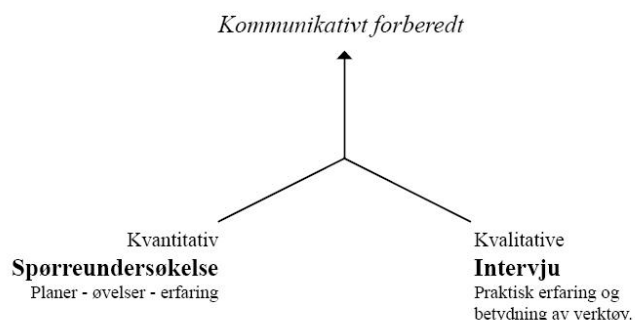 Kommunikativt forberedt
Kvantitativ
Spørreundersøkelse
Planer - øvelser - erfaring
Kvalitative
Intervju
Praktisk erfaring og
betydning av verktøy.